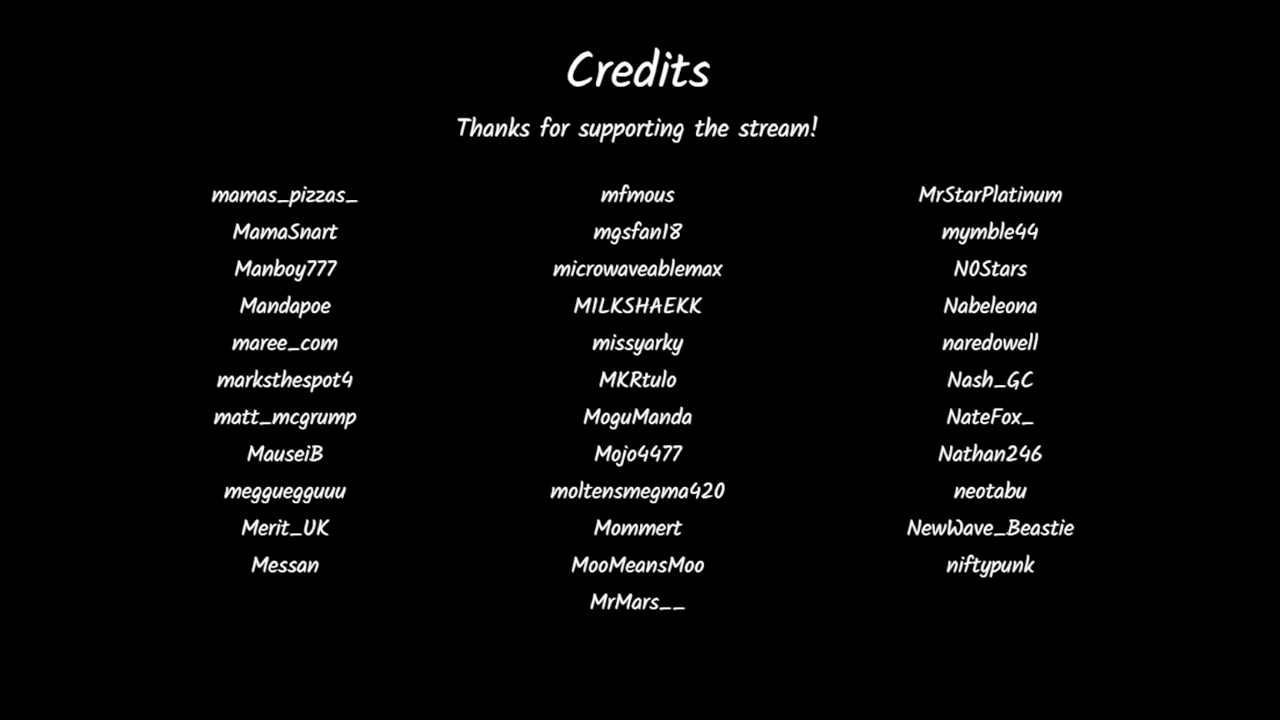 Credits
Thanks for supporting the stream!
mamas_pizzas_
MamaSnart
Manboy777
Mandapoe
maree_com
marksthespot4
matt_mcgrump
MauseiB
megguegguuu
Merit_UK
Messan
mfmous
mgsfan18
microwaveablemax
MILKSHAEKK
missyarky
MKRtulo
MoguManda
Mojo4477
moltensmegma420
Mommert
MooMeansMoo
MrMars__
MrStarPlatinum
mymble44
N0Stars
Nabeleona
naredowell
Nash_GC
NateFox_
Nathan246
neotabu
NewWave_Beastie
niftypunk